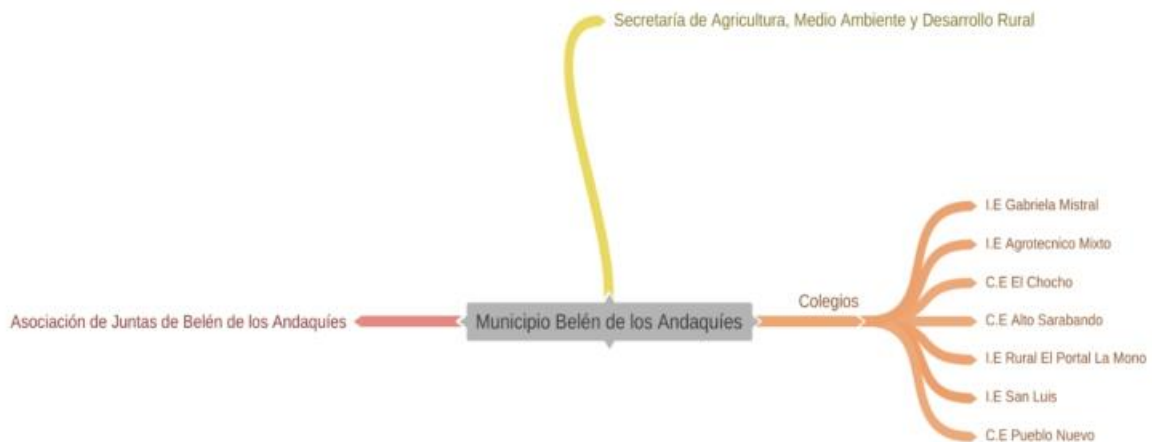 Secretaría de Agricultura, Medio Ambiente y Desarrollo Rural
I.E Gabriela Mistral
I.E Agrotecnico Mixto
C.E El Chocho
Colegios
Asociación de Juntas de Belén de los Andaquíes
Municipio Belén de los Andaquíes
C.E Alto Sarabando
I.E Rural El Portal La Mono
I.E San Luis
C.E Pueblo Nuevo